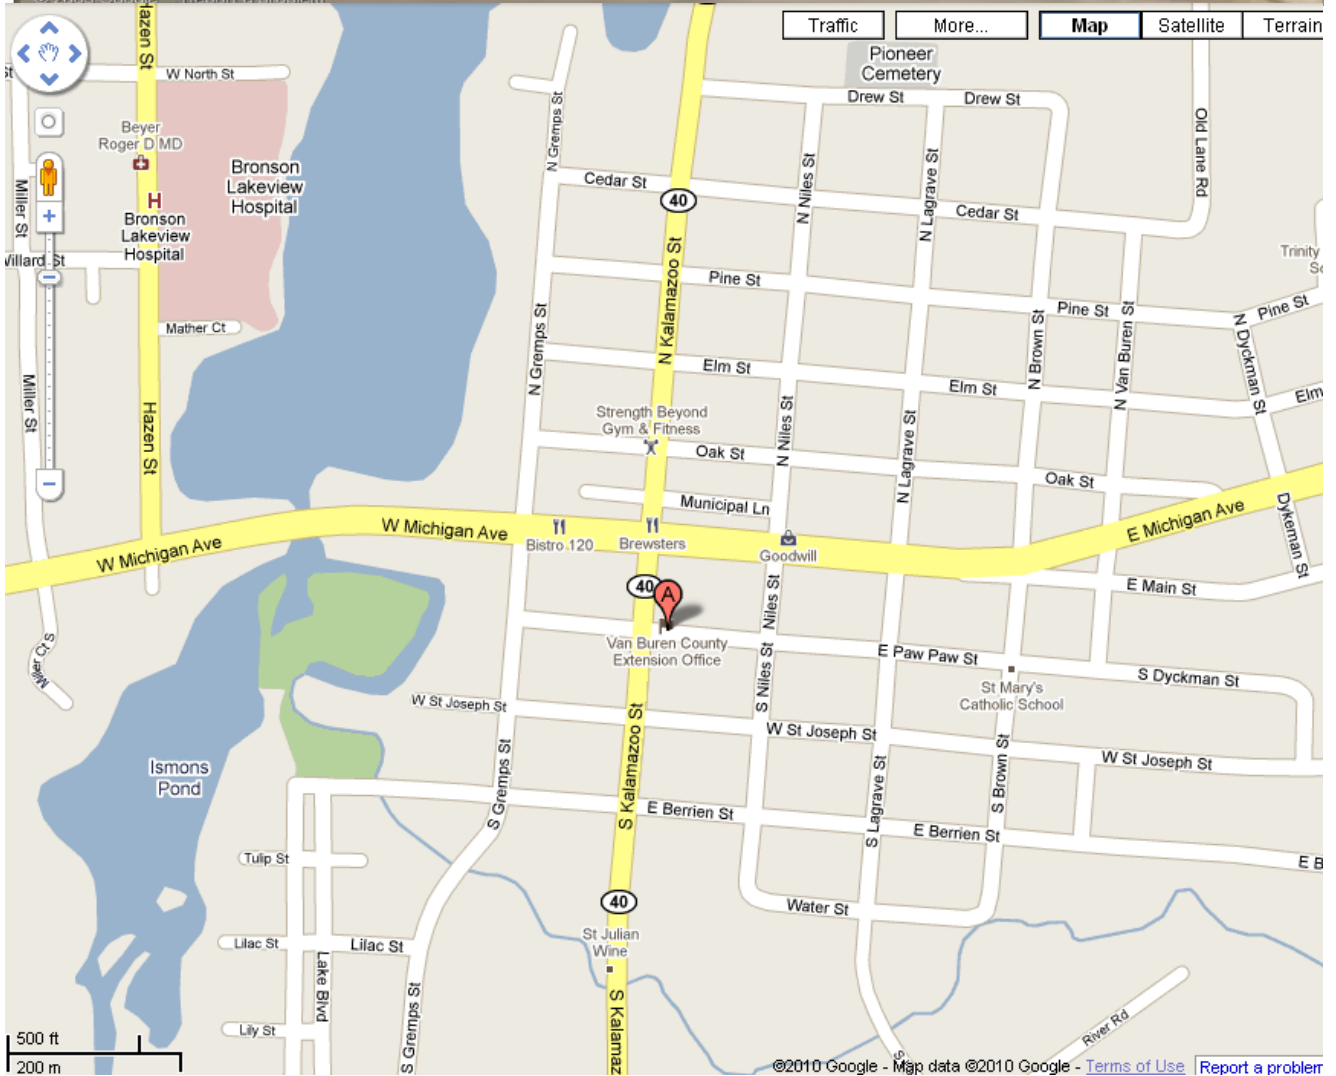 Traffic
More...
Map
Satellite
Terrain
Pioneer
Cemetery
Hazen St
W North St
Drew St
Drew St
Beyer
Roger D MD
N Gremps St
Old Lane Rd
Bronson
Lakeview
Hospital
H
Bronson
Lakeview
Hospital
Miller St
Cedar St
40
N Niles St
N Lagrave St
Cedar St
Willard St
Trinity
Pine St
Pine St
Pine St
Mather Ct
N Kalamazoo St
N Gremps St
N Brown St
N Van Buren St
N Dyckman St
Elm St
Elm St
Elm
Miller St
Hazen St
Strength Beyond
Gym & Fitness
N Niles St
N Lagrave St
Oak St
Oak St
Municipal Ln
W Michigan Ave
W Michigan Ave
Bistro 120
Brewsters
Goodwill
E Michigan Ave
Dykeman St
40
A
Niles St
E Main St
Van Buren County
Extension Office
E Paw Paw St
S Dyckman St
Miller Ct S
S Niles St
St Mary's
Catholic School
W St Joseph St
W St Joseph St
W St Joseph St
Ismons
Pond
S Gremps St
S Kalamazoo St
S Lagrave St
S Brown St
E Berrien St
E Berrien St
E B
Tulip St
40
Water St
St Julian
Wine
Lilac St
Lilac St
Lake Blvd
S Gremps St
S Kalamaz
Lily St
River Rd
500 ft
200 m
©2010 Google - Map data ©2010 Google - Terms of Use
Report a problem